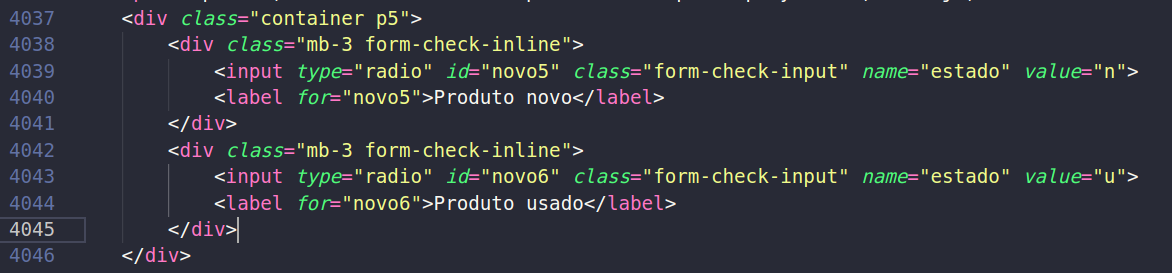 4037 <div class="container p5">
4038 <div class="mb-3 form-check-inline">
4039 <input type="radio" id="novo5" class="form-check-input" name="estado" value="n">
4040 <label for="novo5">Produto novo</label>
4041 </div>
4042 <div class="mb-3 form-check-inline">
4043 <input type="radio" id="novo6" class="form-check-input" name="estado" value="u">
4044 <label for="novo6">Produto usado</label>
4045 </div>
4046 </div>